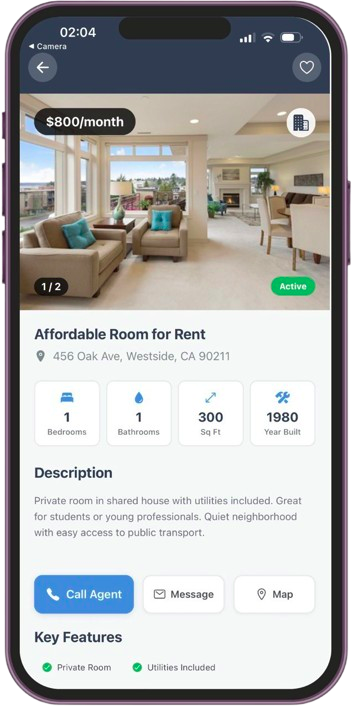 02:04
◂ Camera
$800/month
1 / 2
Active
Affordable Room for Rent
456 Oak Ave, Westside, CA 90211
1
Bedrooms
1
Bathrooms
300
Sq Ft
1980
Year Built
Description
Private room in shared house with utilities included. Great
for students or young professionals. Quiet neighborhood
with easy access to public transport.
Call Agent
Message
Map
Key Features
Private Room
Utilities Included